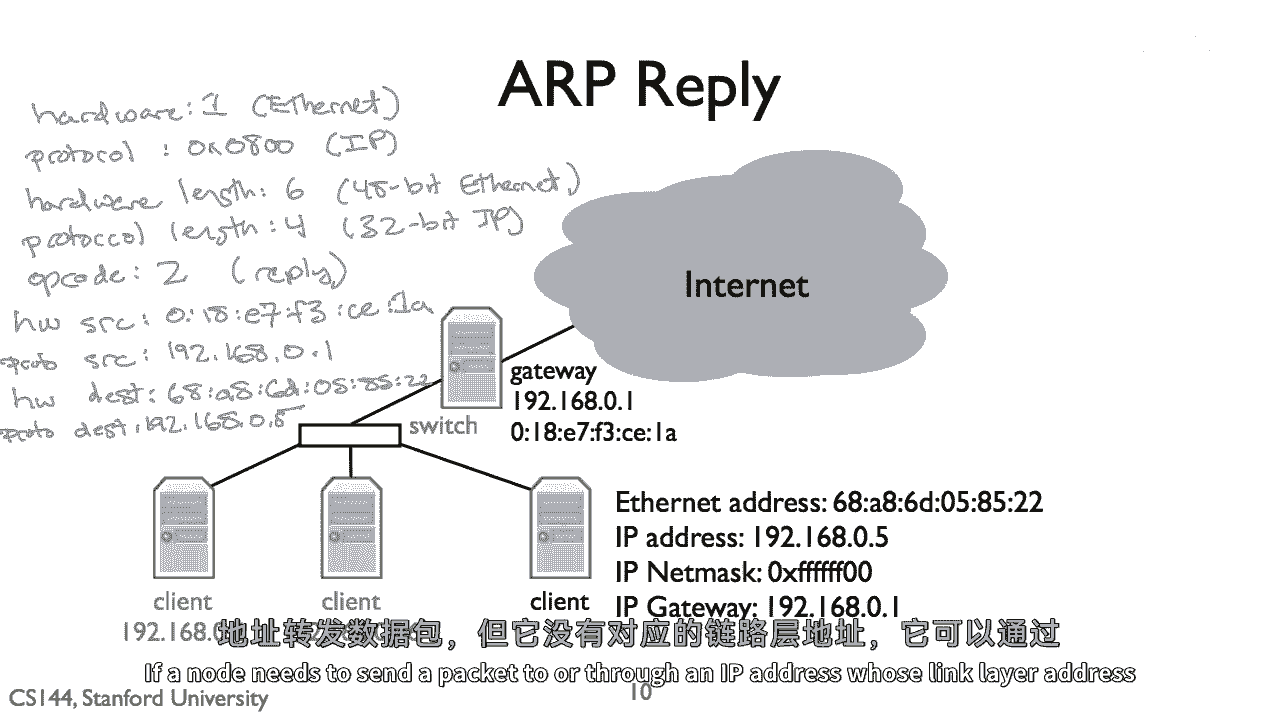 ARP Reply
hardware: 1 (Ethernet)
protocol : 0x0800 (IP)
hardware length: 6 (48-bit Ethernet)
protocol length: 4 (32-bit IP)
opcode: 2 (reply)
hw src: 0:18:e7:f3:ce:1a
proto src: 192.168.0.1
hw dest: 68:a8:6d:05:85:22
proto dest: 192.168.0.5
Internet
gateway
192.168.0.1
0:18:e7:f3:ce:1a
switch
Ethernet address: 68:a8:6d:05:85:22
IP address: 192.168.0.5
IP Netmask: 0xffffff00
IP Gateway: 192.168.0.1
client
client
client
地址转发数据包，但它没有对应的链路层地址，它可以通过
If a node needs to send a packet to or through an IP address whose link layer address
CS144, Stanford University
10